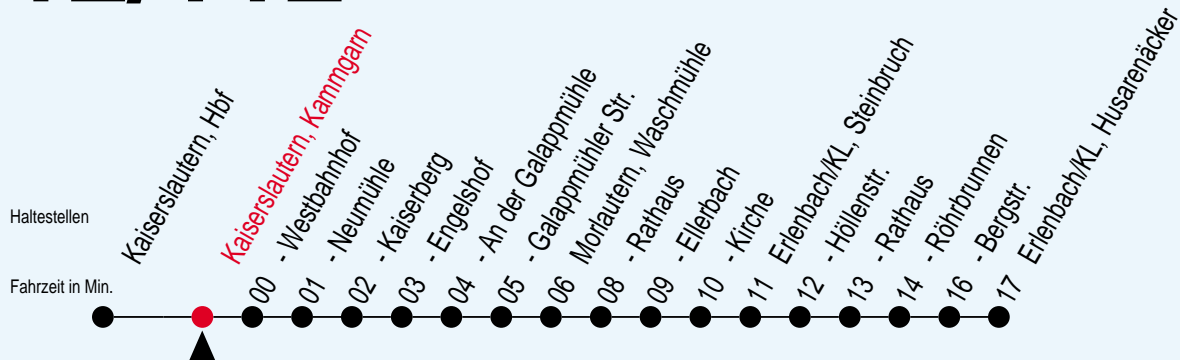 Haltestellen
Fahrzeit in Min.
Kaiserslautern, Hbf
Kaiserslautern, Kammgarn
00 - Westbahnhof
01 - Neumühle
02 - Kaiserberg
03 - Engelshof
04 - An der Galappmühle
05 - Galappmühler Str.
06 Morlautern, Waschmühle
08 - Rathaus
09 - Ellerbach
10 - Kirche
11 Erlenbach/KL, Steinbruch
12 - Höllenstr.
13 - Rathaus
14 - Röhrbrunnen
16 - Bergstr.
17 Erlenbach/KL, Husarenäcker